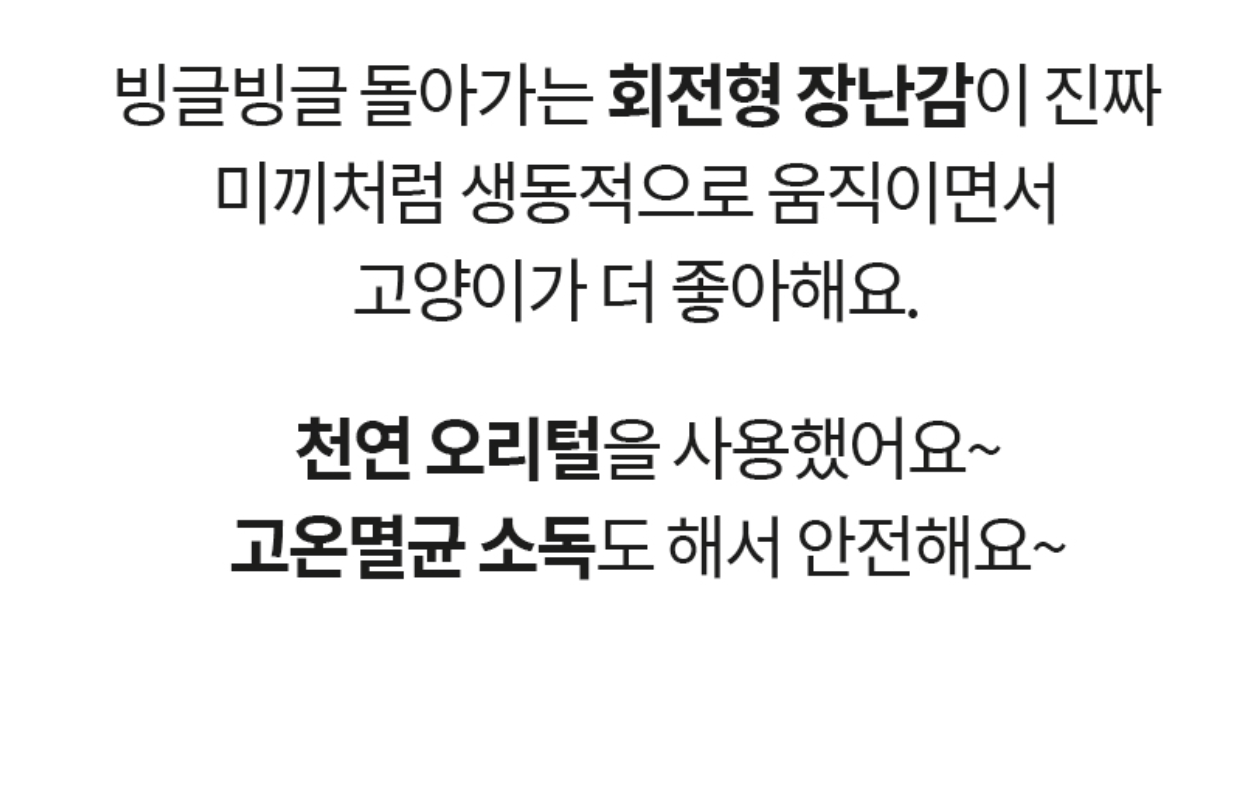 빙글빙글 돌아가는 회전형 장난감이 진짜
미끼처럼 생동적으로 움직이면서
고양이가 더 좋아해요.
천연 오리털을 사용했어요~
고온멸균 소독도 해서 안전해요~